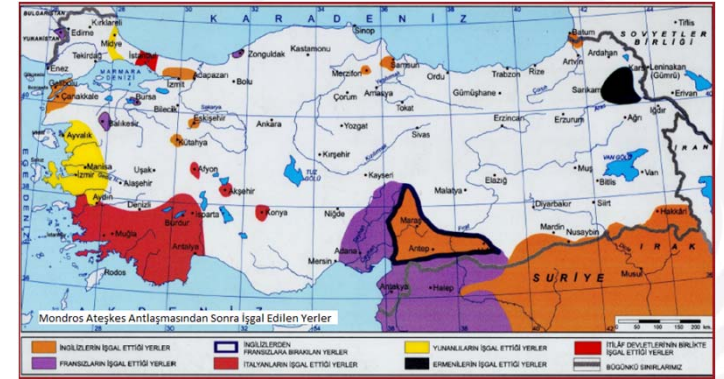 BULGARİSTAN
KARADENİZ
Tiflis
Kırklareli
Sinop
Batum
SOVYETLER
BİRLİĞİ
YUNANİSTAN
Edirne
Midye
Tekirdağ
İstanbul
Zonguldak
Kastamonu
Artvin
Ardahan
Enez
MARMARA
DENİZİ
Adapazarı
Bolu
Merzifon
Samsun
Ordu
Trabzon
Rize
Kars
Leninakan
(Gümrü)
Gelibolu
Çanakkale
İzmit
Bursa
Bilecik
Çorum
Amasya
Tokat
Gümüşhane
Sarıkamış
Erivan
Balıkesir
Eskişehir
Ankara
Yozgat
Sivas
Erzincan
Erzurum
Ağrı
Iğdır
Ayvalık
Kütahya
Kırşehir
İRAN
Manisa
İzmir
Uşak
Alaşehir
Afyon
Akşehir
TUZ
GÖLÜ
Kayseri
Malatya
Elazığ
Muş
Bitlis
VAN GÖLÜ
Van
Aydın
Denizli
Isparta
Burdur
Konya
Niğde
Maraş
Diyarbakır
Siirt
Hakkâri
Muğla
Antalya
Adana
Antep
Mardin
Nusaybin
Mersin
IRAK
Rodos
Antakya
Halep
SURİYE
Musul
Mondros Ateşkes Antlaşmasından Sonra İşgal Edilen Yerler
0 50 100 150 200 km.
İNGİLİZLERİN İŞGAL ETTİĞİ YERLER
İNGİLİZLERDEN
FRANSIZLARA BIRAKILAN
YERLER
YUNANLILARIN İŞGAL ETTİĞİ YERLER
İTİLÂF DEVLETLERİNİN BİRLİKTE
İŞGAL ETTİĞİ YERLER
FRANSIZLARIN İŞGAL ETTİĞİ YERLER
İTALYANLARIN İŞGAL ETTİĞİ YERLER
ERMENİLERİN İŞGAL ETTİĞİ YERLER
BUGÜNKÜ SINIRLARIMIZ